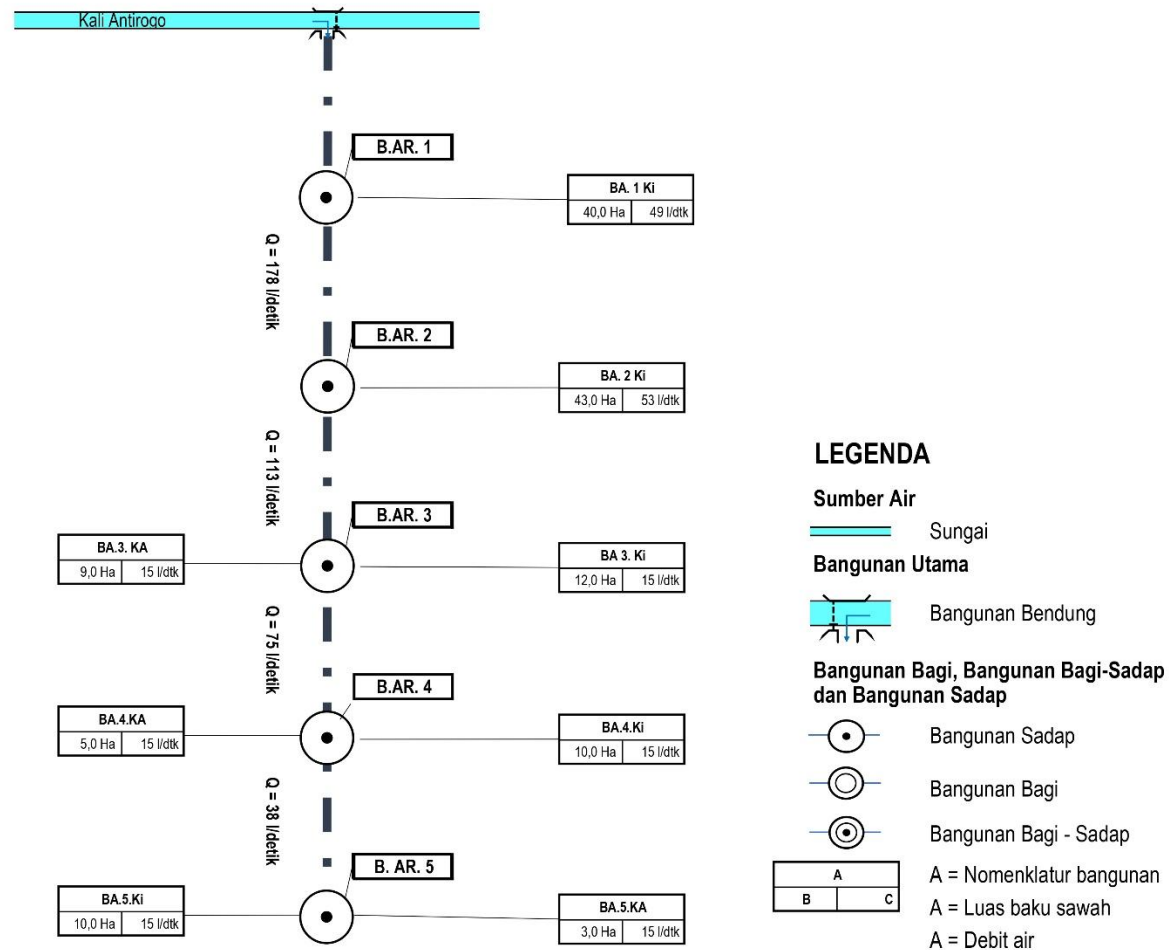 Kali Antirogo
B.AR. 1
BA. 1 Ki
40,0 Ha 49 l/dtk
Q = 178 l/detik
B.AR. 2
BA. 2 Ki
43,0 Ha 53 l/dtk
Q = 113 l/detik
B.AR. 3
BA.3. KA
9,0 Ha 15 l/dtk
BA 3. Ki
12,0 Ha 15 l/dtk
Q = 75 l/detik
B.AR. 4
BA.4.KA
5,0 Ha 15 l/dtk
BA.4.Ki
10,0 Ha 15 l/dtk
Q = 38 l/detik
B. AR. 5
BA.5.Ki
10,0 Ha 15 l/dtk
BA.5.KA
3,0 Ha 15 l/dtk
LEGENDA
Sumber Air
Sungai
Bangunan Utama
Bangunan Bendung
Bangunan Bagi, Bangunan Bagi-Sadap
dan Bangunan Sadap
Bangunan Sadap
Bangunan Bagi
Bangunan Bagi - Sadap
A
B C
A = Nomenklatur bangunan
A = Luas baku sawah
A = Debit air